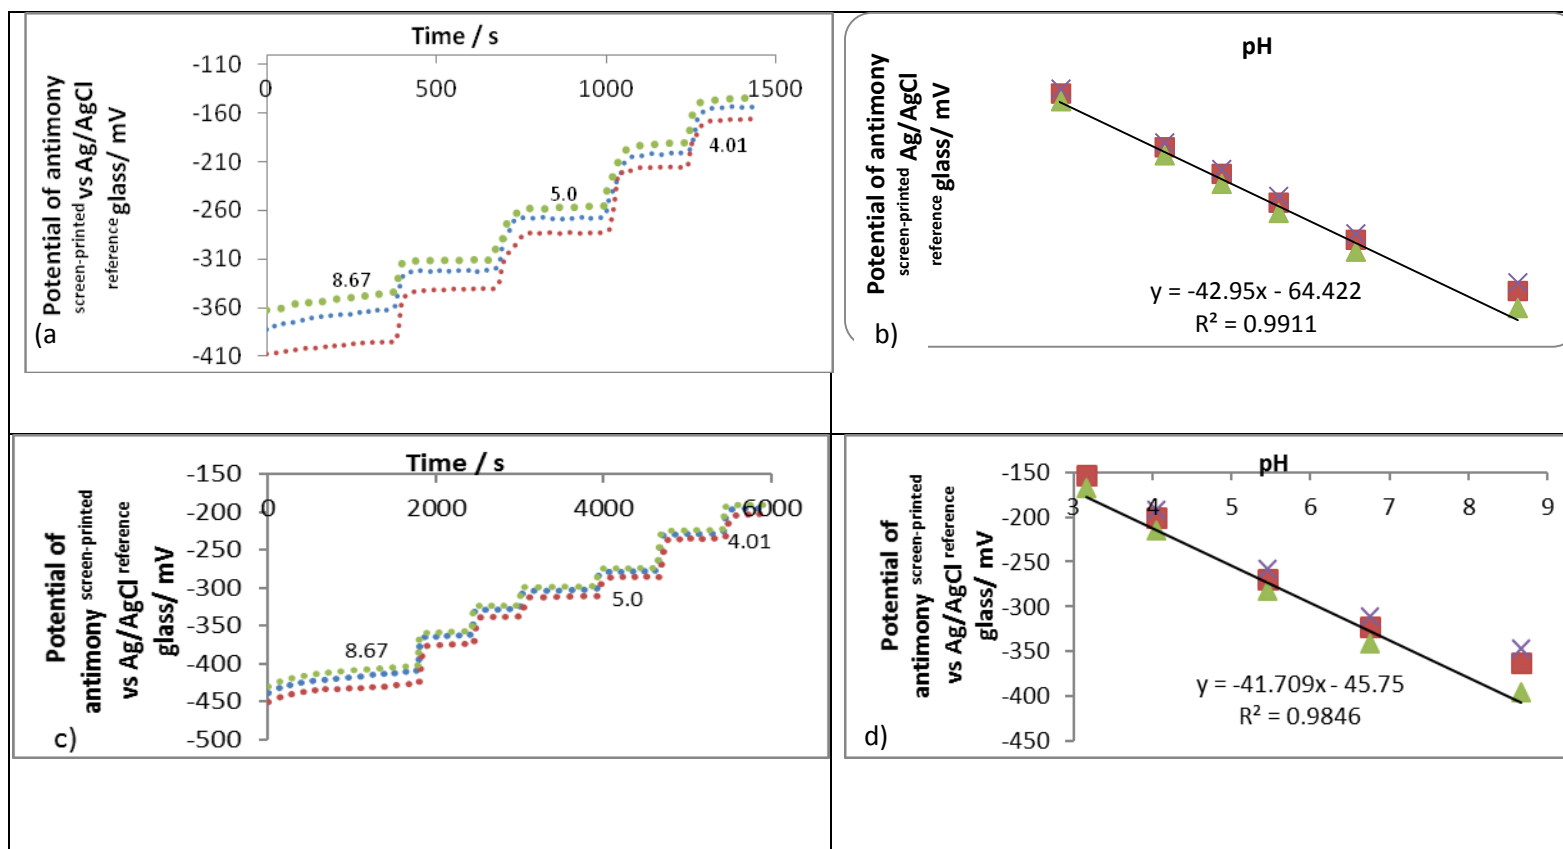 Time / s
Potential of antimony
screen-printed vs Ag/AgCl
reference glass/ mV
-110
-160
-210
-260
-310
-360
-410
0
500
1000
1500
8.67
5.0
4.01
(a
pH
Potential of antimony
screen-printed Ag/AgCl
reference glass/ mV
y = -42.95x - 64.422
R² = 0.9911
b)
Time / s
Potential of
antimony screen-printed
vs Ag/AgCl reference
glass/ mV
-150
-200
-250
-300
-350
-400
-450
-500
0
2000
4000
6000
8.67
5.0
4.01
c)
pH
Potential of
antimony screen-printed
vs Ag/AgCl reference
glass/ mV
-150
-200
-250
-300
-350
-400
-450
3
4
5
6
7
8
9
y = -41.709x - 45.75
R² = 0.9846
d)